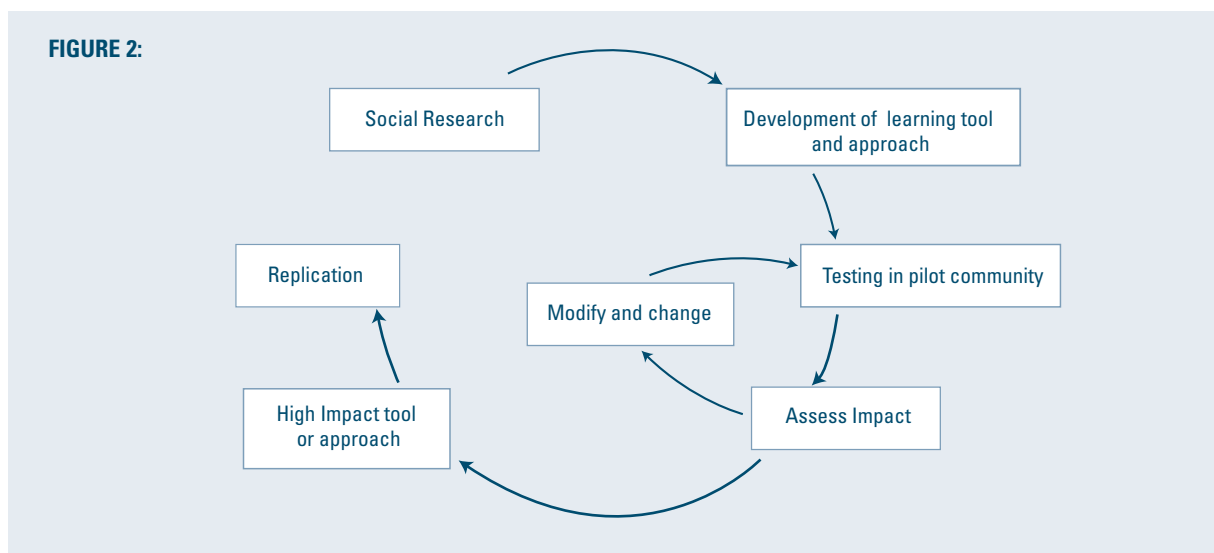 FIGURE 2:
Social Research
Development of learning tool
and approach
Replication
Testing in pilot community
Modify and change
High Impact tool
or approach
Assess Impact